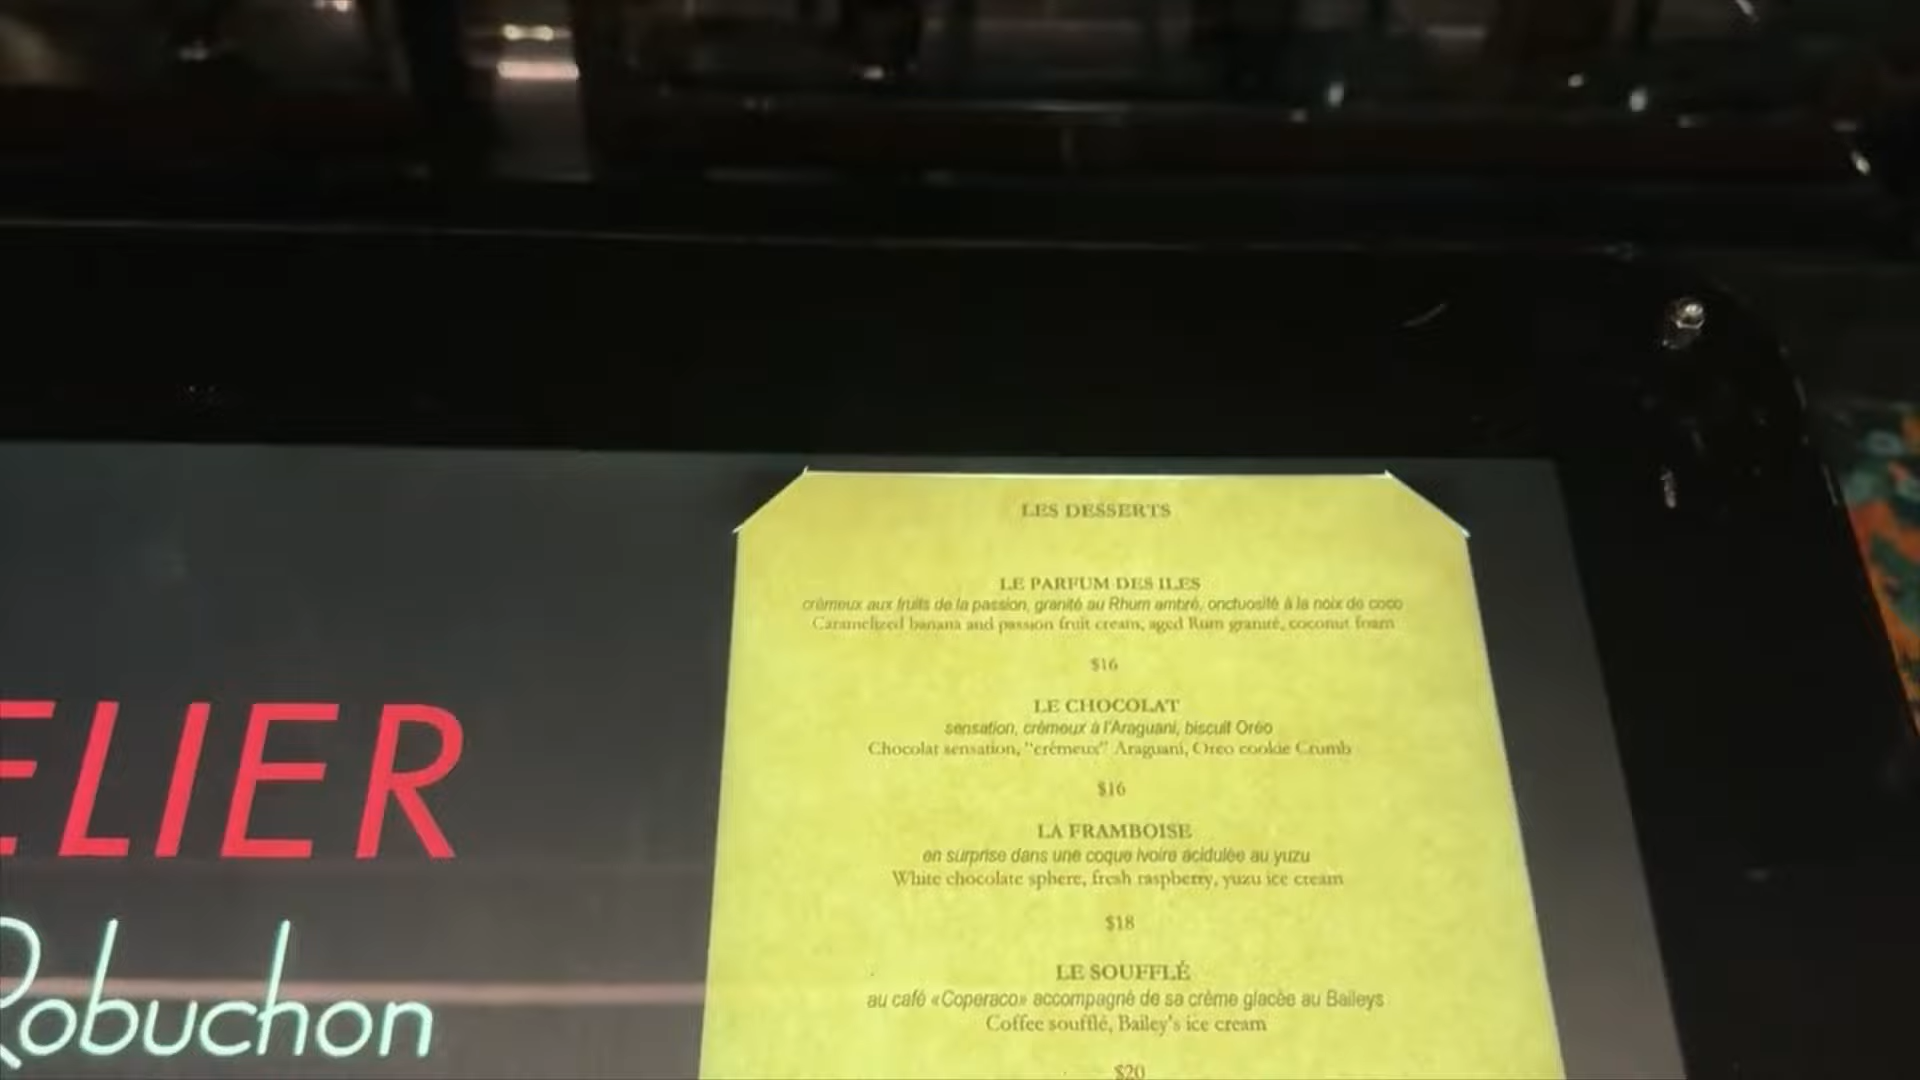 LES DESSERTS
LE PARFUM DES ILES
crèmeux aux fruits de la passion, granité au Rhum ambré, onctuosité à la noix de coco
Caramelized banana and passion fruit cream, aged Rum granité, coconut foam
$16
LE CHOCOLAT
sensation, crèmeux à l'Araguani, biscuit Oréo
Chocolat sensation, "crémeux" Araguani, Oreo cookie Crumb
$16
LA FRAMBOISE
en surprise dans une coque Ivoire acidulée au yuzu
White chocolate sphere, fresh raspberry, yuzu ice cream
$18
LE SOUFFLÉ
au café «Coperaco» accompagné de sa crème glacée au Baileys
Coffee soufflé, Bailey's ice cream
$20
ELIER
Robuchon